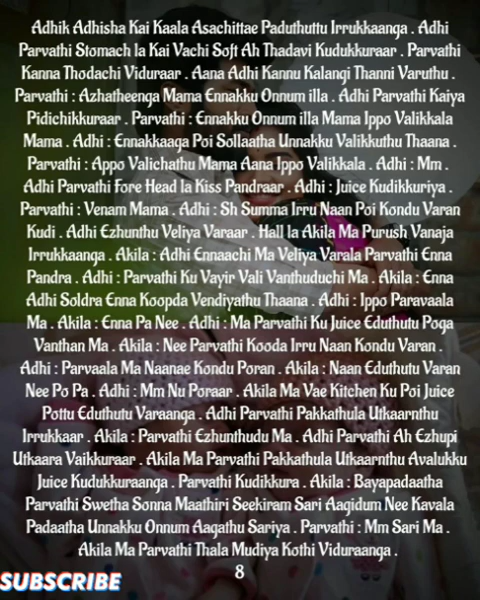 Adhik Adhisha Kai Kaala Asachittae Paduthuttu Irrukkaanga . Adhi
Parvathi Stomach la Kai Vachi Soft Ah Thadavi Kudukkuraar . Parvathi
Kanna Thodachi Viduraar . Aana Adhi Kannu Kalangi Thanni Varuthu .
Parvathi : Azhatheenga Mama Ennakku Onnum illa . Adhi Parvathi Kaiya
Pidichikkuraar . Parvathi : Ennakku Onnum illa Mama Ippo Valikkala
Mama . Adhi : Ennakkaaga Poi Sollaatha Unnakku Valikkuthu Thaana .
Parvathi : Appo Valichathu Mama Aana Ippo Valikkala . Adhi : Mm .
Adhi Parvathi Fore Head la Kiss Pandraar . Adhi : Juice Kudikkuriya .
Parvathi : Venam Mama . Adhi : Sh Summa Irru Naan Poi Kondu Varan
Kudi . Adhi Ezhunthu Veliya Varaar . Hall la Akila Ma Purush Vanaja
Irrukkaanga . Akila : Adhi Ennaachi Ma Veliya Varala Parvathi Enna
Pandra . Adhi : Parvathi Ku Vayir Vali Vanthuduchi Ma . Akila : Enna
Adhi Soldra Enna Koopda Vendiyathu Thaana . Adhi : Ippo Paravaala
Ma . Akila : Enna Pa Nee . Adhi : Ma Parvathi Ku Juice Eduthutu Poga
Vanthan Ma . Akila : Nee Parvathi Kooda Irru Naan Kondu Varan .
Adhi : Parvaala Ma Naanae Kondu Poran . Akila : Naan Eduthutu Varan
Nee Po Pa . Adhi : Mm Nu Poraar . Akila Ma Vae Kitchen Ku Poi Juice
Pottu Eduthutu Varaanga . Adhi Parvathi Pakkathula Utkaarnthu
Irrukkaar . Akila : Parvathi Ezhunthudu Ma . Adhi Parvathi Ah Ezhupi
Utkaara Vaikkuraar . Akila Ma Parvathi Pakkathula Utkaarnthu Avalukku
Juice Kudukkuraanga . Parvathi Kudikkura . Akila : Bayapadaatha
Parvathi Swetha Sonna Maathiri Seekiram Sari Aagidum Nee Kavala
Padaatha Unnakku Onnum Aagathu Sariya . Parvathi : Mm Sari Ma .
Akila Ma Parvathi Thala Mudiya Kothi Viduraanga .
8
SUBSCRIBE